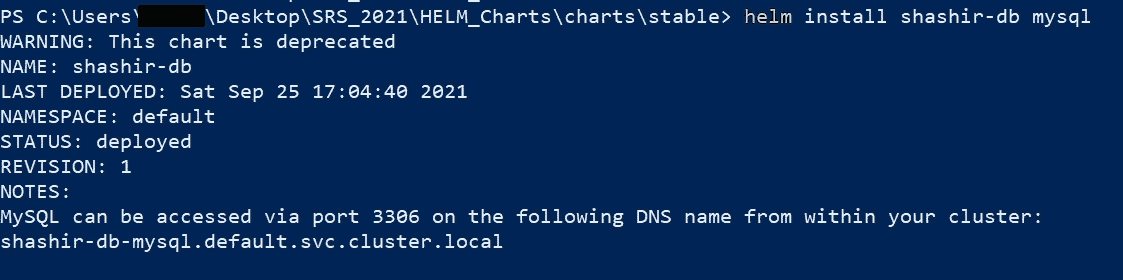 PS C:\Users\ \Desktop\SRS_2021\HELM_Charts\charts\stable> helm install shashir-db mysql
WARNING: This chart is deprecated
NAME: shashir-db
LAST DEPLOYED: Sat Sep 25 17:04:40 2021
NAMESPACE: default
STATUS: deployed
REVISION: 1
NOTES:
MySQL can be accessed via port 3306 on the following DNS name from within your cluster:
shashir-db-mysql.default.svc.cluster.local